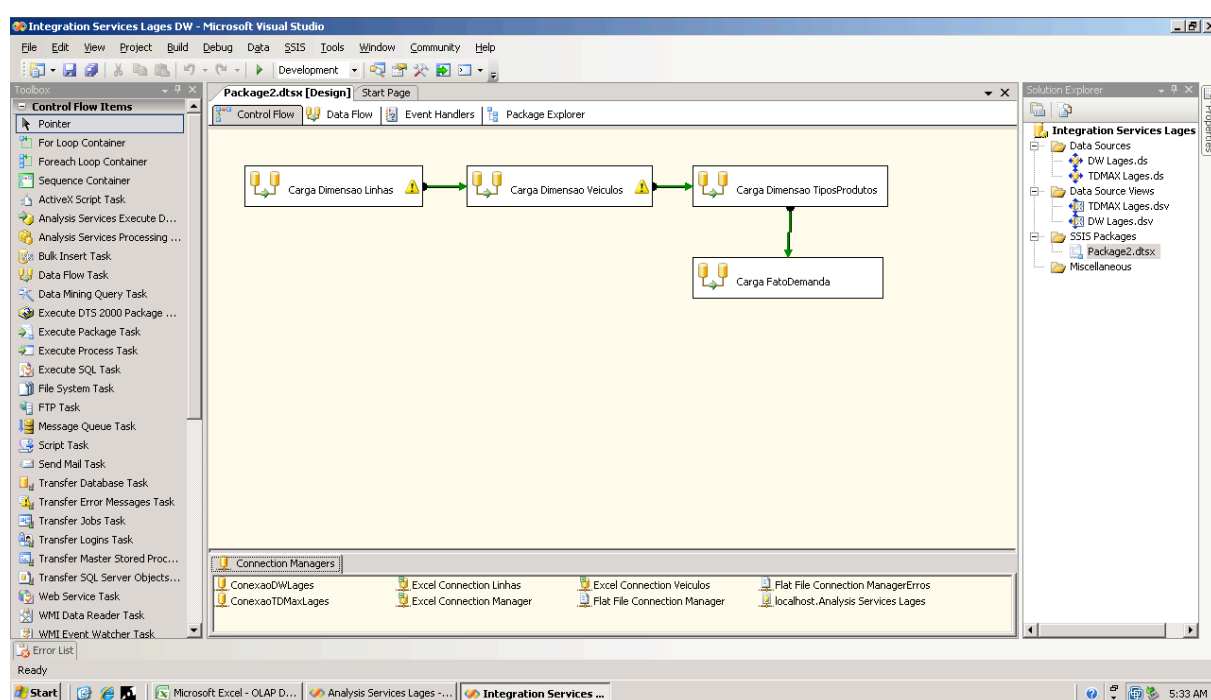 Integration Services Lages DW - Microsoft Visual Studio
File Edit View Project Build Debug Data SSIS Tools Window Community Help
Development
Toolbox
Control Flow Items
Pointer
For Loop Container
Foreach Loop Container
Sequence Container
ActiveX Script Task
Analysis Services Execute D...
Analysis Services Processing ...
Bulk Insert Task
Data Flow Task
Data Mining Query Task
Execute DTS 2000 Package ...
Execute Package Task
Execute Process Task
Execute SQL Task
File System Task
FTP Task
Message Queue Task
Script Task
Send Mail Task
Transfer Database Task
Transfer Error Messages Task
Transfer Jobs Task
Transfer Logins Task
Transfer Master Stored Proc...
Transfer SQL Server Objects...
Web Service Task
WMI Data Reader Task
WMI Event Watcher Task
Package2.dtsx [Design] Start Page
Control Flow Data Flow Event Handlers Package Explorer
Carga Dimensao Linhas
Carga Dimensao Veiculos
Carga Dimensao TiposProdutos
Carga FatoDemanda
Connection Managers
ConexaoDWLages Excel Connection Linhas Excel Connection Veiculos Flat File Connection ManagerErros
ConexaoTDMaxLages Excel Connection Manager Flat File Connection Manager localhost.Analysis Services Lages
Solution Explorer
Integration Services Lages
Data Sources
DW Lages.ds
TDMAX Lages.ds
Data Source Views
TDMAX Lages.dsv
DW Lages.dsv
SSIS Packages
Package2.dtsx
Miscellaneous
Properties
Error List
Ready
Start Microsoft Excel - OLAP D... Analysis Services Lages -... Integration Services ... 5:33 AM